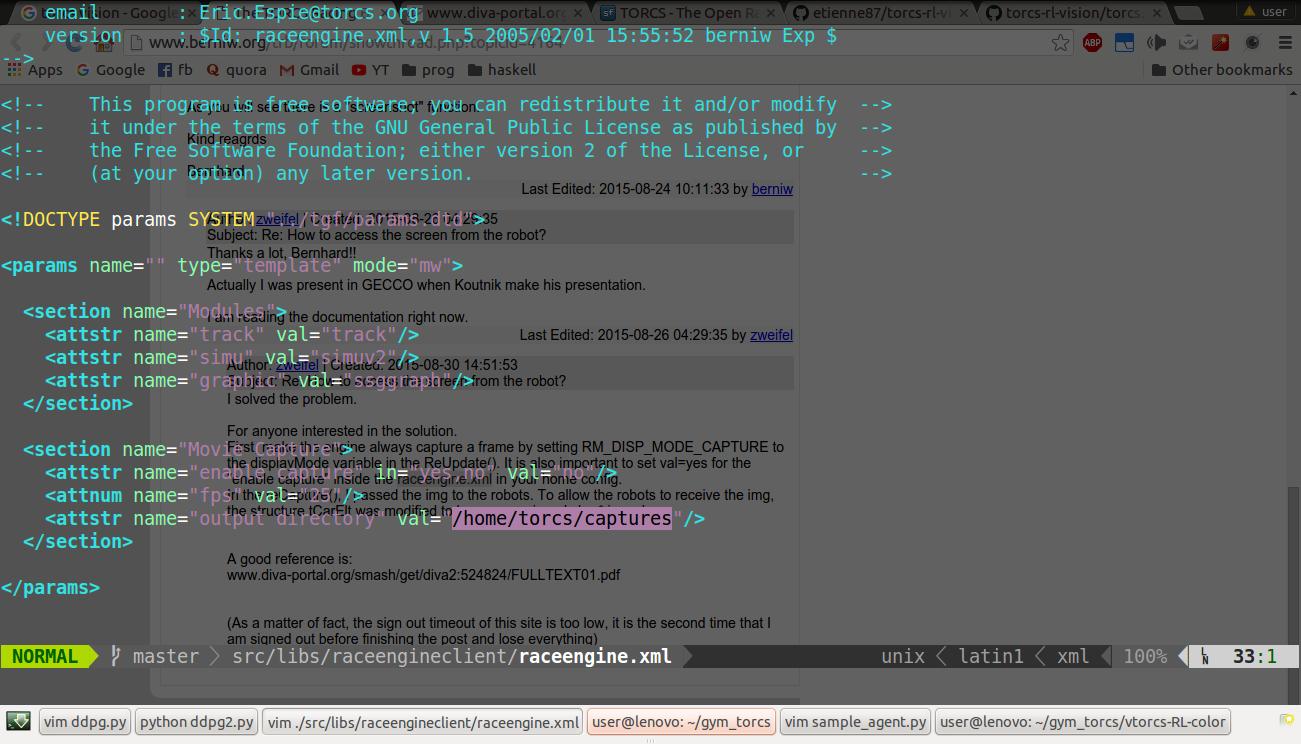 email : Eric.Espie@torcs.org
www.diva-portal.org
TORCS - The Open R
etienne87/torcs-rl-vi
torcs-rl-vision/torcs.
user
version : $Id: raceengine.xml,v 1.5 2005/02/01 15:55:52 berniw Exp $
-->
Apps Google fb quora Gmail YT prog haskell Other bookmarks
<!-- This program is free software; you can redistribute it and/or modify -->
<!-- it under the terms of the GNU General Public License as published by -->
Kind reagrds
<!-- the Free Software Foundation; either version 2 of the License, or -->
<!-- (at your option) any later version. -->
Bernhard
Last Edited: 2015-08-24 10:11:33 by berniw
<!DOCTYPE params SYSTEM "../tgf/params.dtd">
Subject: Re: How to access the screen from the robot?
Thanks a lot, Bernhard!!
<params name="" type="template" mode="mw">
Actually I was present in GECCO when Koutnik make his presentation.
<section name="Modules">
I am reading the documentation right now.
<attstr name="track" val="track"/>
Last Edited: 2015-08-26 04:29:35 by zweifel
<attstr name="simu" val="simuv2"/>
Author: zweifel | Created: 2015-08-30 14:51:53
<attstr name="graphic" val="ssggraph"/>
Subject: Re: How to access the screen from the robot?
I solved the problem.
</section>
For anyone interested in the solution.
<section name="Movie Capture">
First, make the engine always capture a frame by setting RM_DISP_MODE_CAPTURE to
the displayMode variable in the ReUpdate(). It is also important to set val=yes for the
<attstr name="enable capture" in="yes,no" val="no"/>
"enable capture" inside the raceengine.xml in your home config.
<attnum name="fps" val="25"/>
passed the img to the robots. To allow the robots to receive the img,
the structure tCarElt was modified to
<attstr name="output directory" val="/home/torcs/captures"/>
</section>
A good reference is:
www.diva-portal.org/smash/get/diva2:524824/FULLTEXT01.pdf
</params>
(As a matter of fact, the sign out timeout of this site is too low, it is the second time that I
am signed out before finishing the post and lose everything)
NORMAL master src/libs/raceengineclient/raceengine.xml unix latin1 xml 100% LN 33:1
vim ddpg.py python ddpg2.py vim ./src/libs/raceengineclient/raceengine.xml user@lenovo: ~/gym_torcs vim sample_agent.py user@lenovo: ~/gym_torcs/vtorcs-RL-color